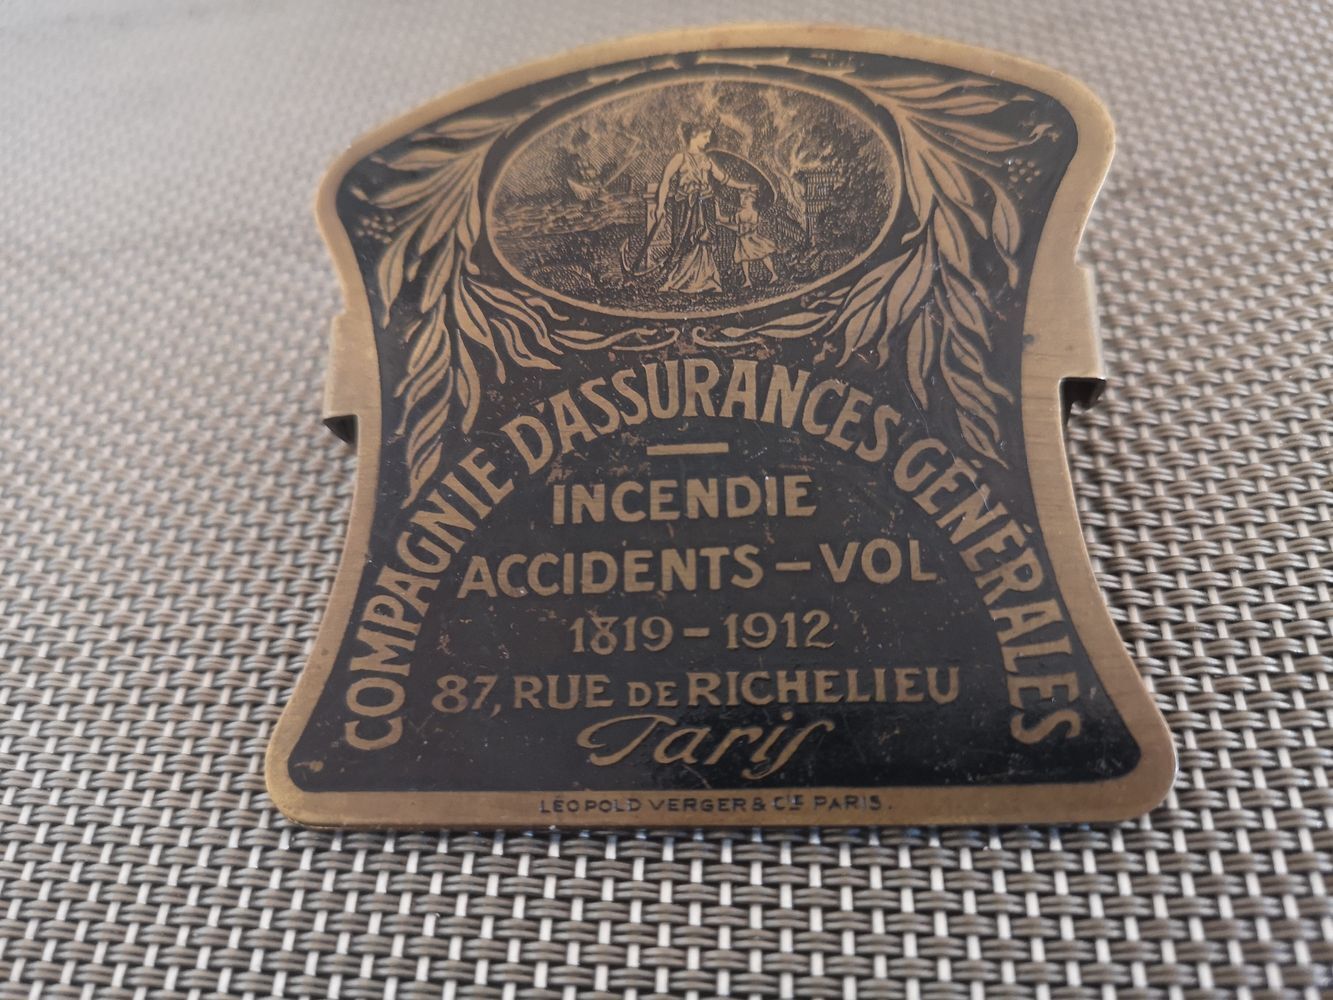 COMPAGNIE D'ASSURANCES GÉNÉRALES
INCENDIE
ACCIDENTS - VOL
1819 - 1912
87, RUE DE RICHELIEU
Paris
LÉOPOLD VERGER & CIE PARIS.